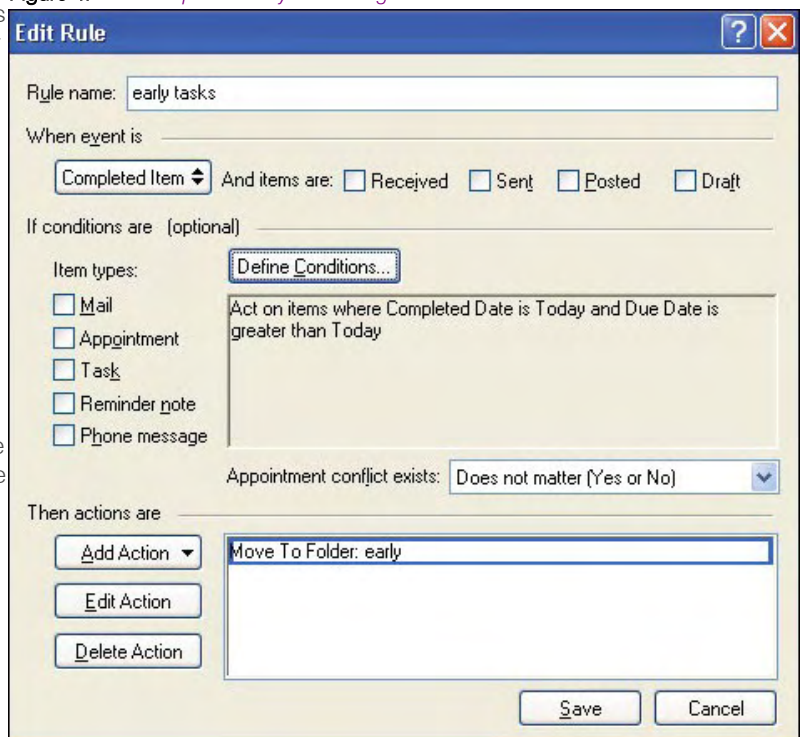 Edit Rule
Rule name: early tasks
When event is
Completed Item And items are: Received Sent Posted Draft
If conditions are (optional)
Item types: Define Conditions...
Mail
Appointment
Task
Reminder note
Phone message
Act on items where Completed Date is Today and Due Date is
greater than Today
Appointment conflict exists: Does not matter (Yes or No)
Then actions are
Add Action
Edit Action
Delete Action
Move To Folder: early
Save Cancel